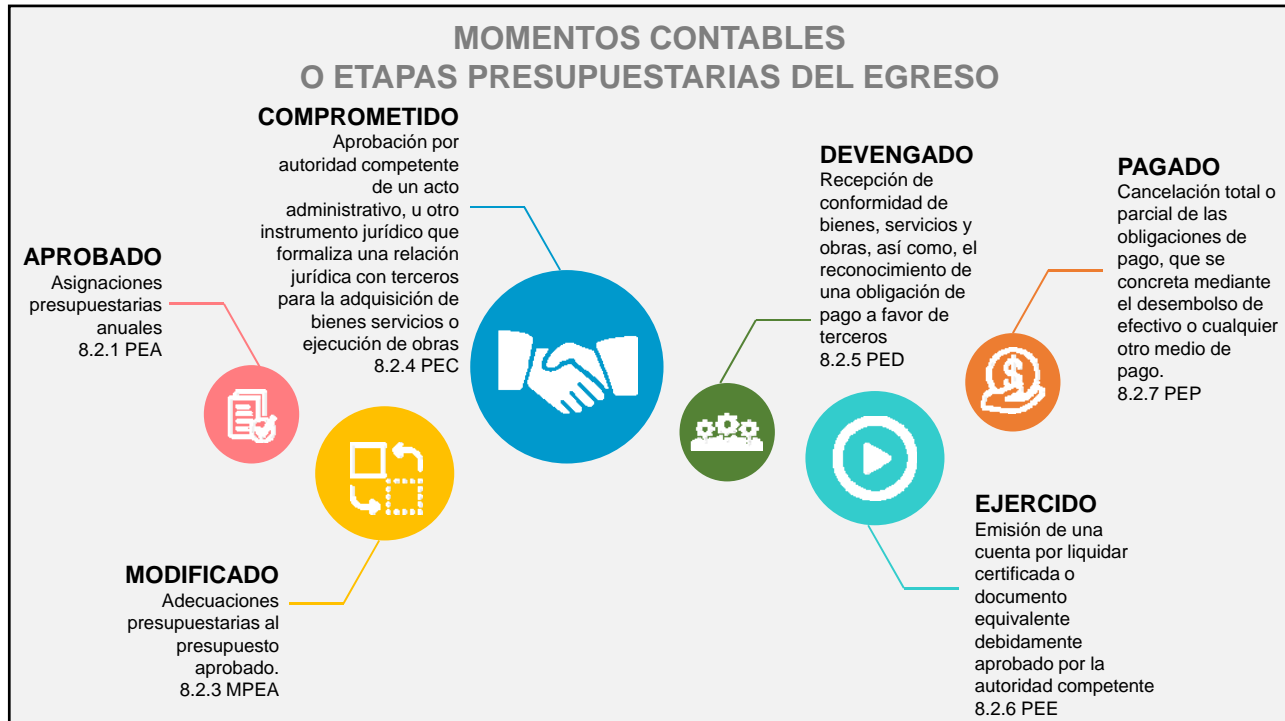 MOMENTOS CONTABLES
O ETAPAS PRESUPUESTARIAS DEL EGRESO
APROBADO
Asignaciones
presupuestarias
anuales
8.2.1 PEA
MODIFICADO
Adecuaciones
presupuestarias al
presupuesto
aprobado.
8.2.3 MPEA
COMPROMETIDO
Aprobación por
autoridad competente
de un acto
administrativo, u otro
instrumento jurídico que
formaliza una relación
jurídica con terceros
para la adquisición de
bienes servicios o
ejecución de obras
8.2.4 PEC
DEVENGADO
Recepción de
conformidad de
bienes, servicios y
obras, así como, el
reconocimiento de
una obligación de
pago a favor de
terceros
8.2.5 PED
EJERCIDO
Emisión de una
cuenta por liquidar
certificada o
documento
equivalente
debidamente
aprobado por la
autoridad competente
8.2.6 PEE
PAGADO
Cancelación total o
parcial de las
obligaciones de
pago, que se
concreta mediante
el desembolso de
efectivo o cualquier
otro medio de
pago.
8.2.7 PEP